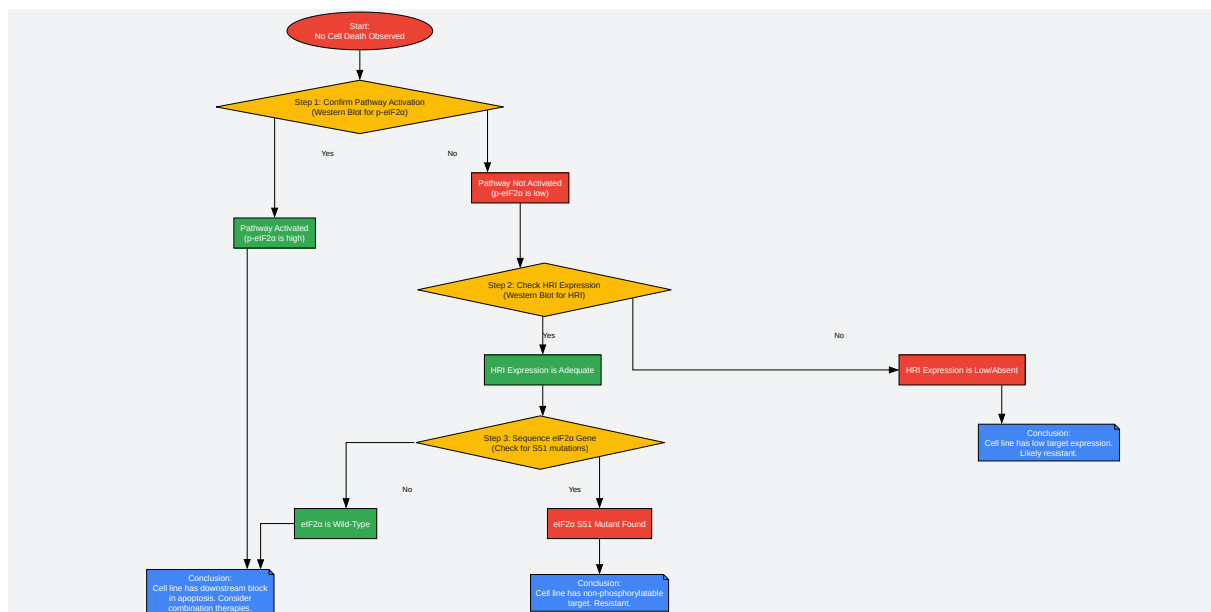 Start:
No Cell Death Observed
Step 1: Confirm Pathway Activation
(Western Blot for p-eIF2α)
Yes
No
Pathway Not Activated
(p-eIF2α is low)
Pathway Activated
(p-eIF2α is high)
Step 2: Check HRI Expression
(Western Blot for HRI)
Yes
No
HRI Expression is Adequate
HRI Expression is Low/Absent
Conclusion:
Cell line has low target expression.
Likely resistant.
Step 3: Sequence eIF2α Gene
(Check for S51 mutations)
No
Yes
eIF2α is Wild-Type
eIF2α S51 Mutant Found
Conclusion:
Cell line has downstream block
in apoptosis. Consider
combination therapies.
Conclusion:
Cell line has non-phosphorylatable
target. Resistant.